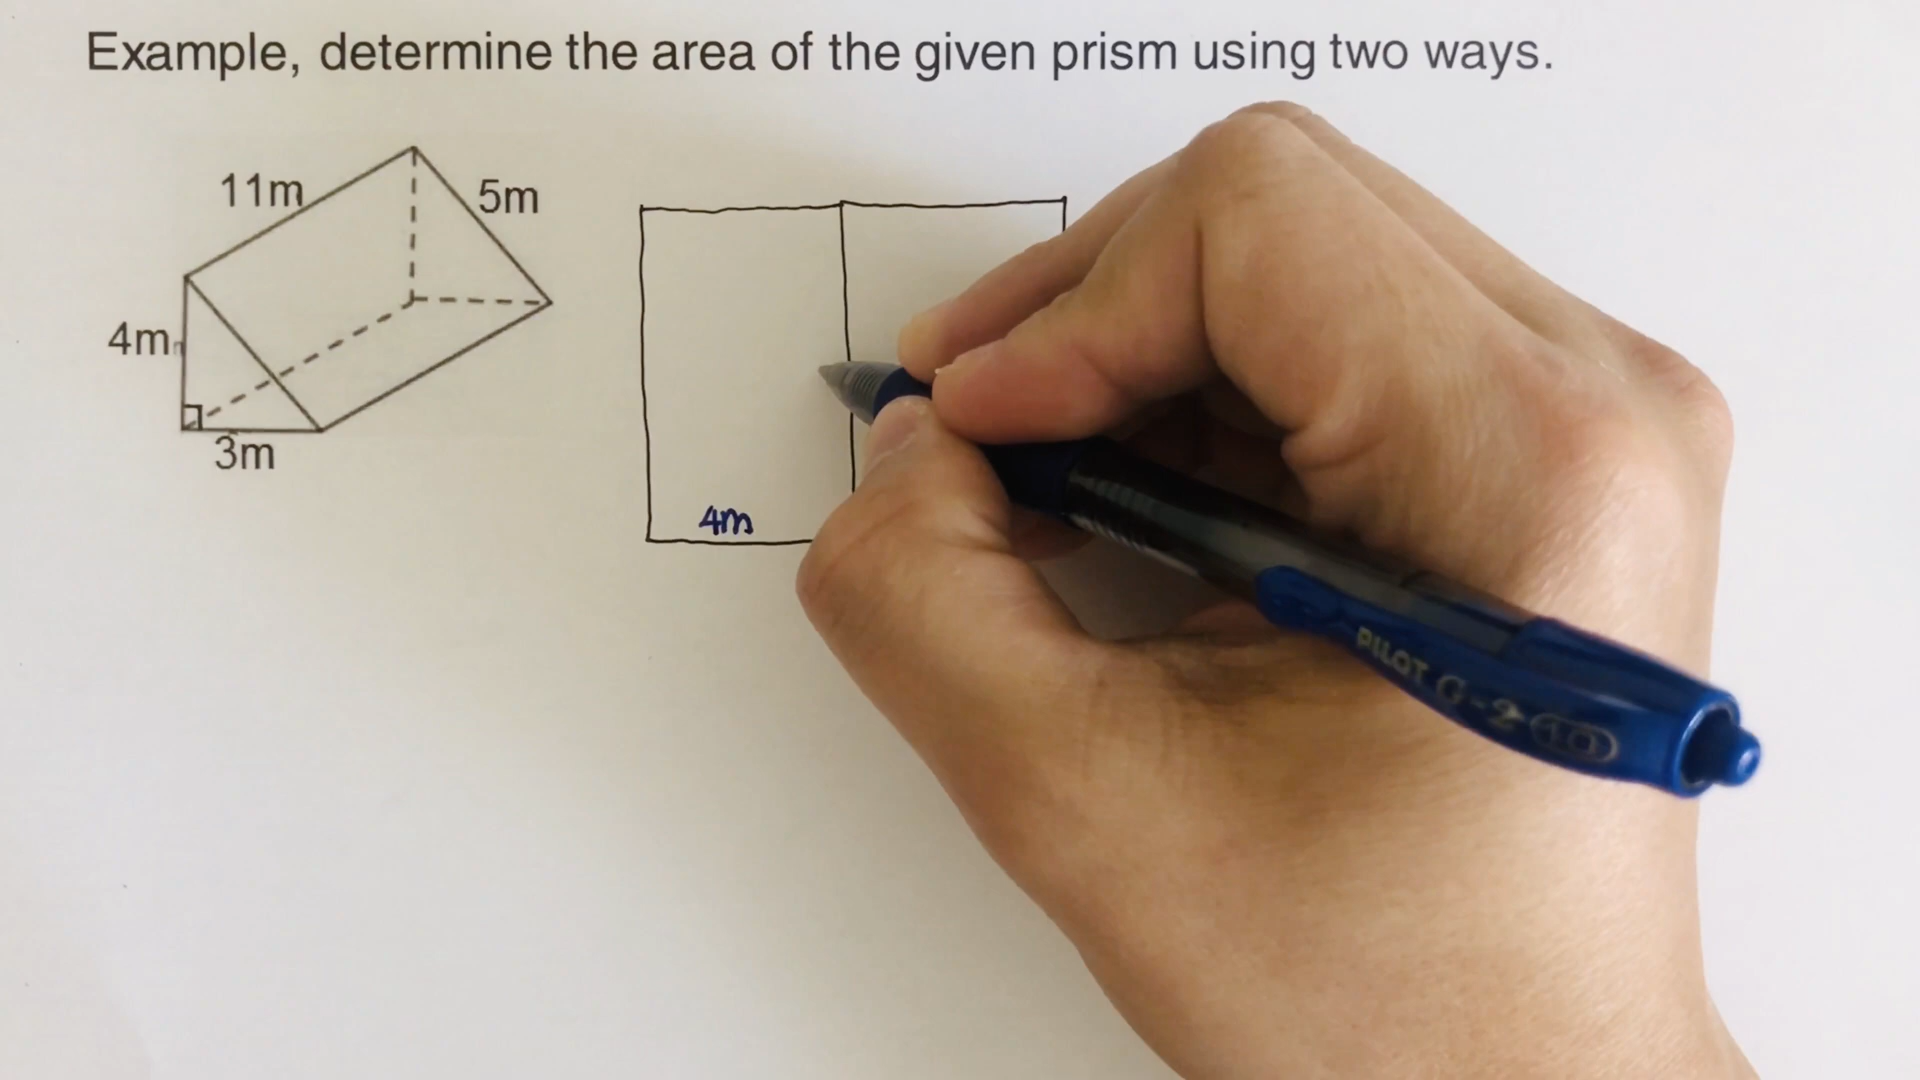 Example, determine the area of the given prism using two ways.
11m
5m
4m
3m
4m
PILOT G-2 10